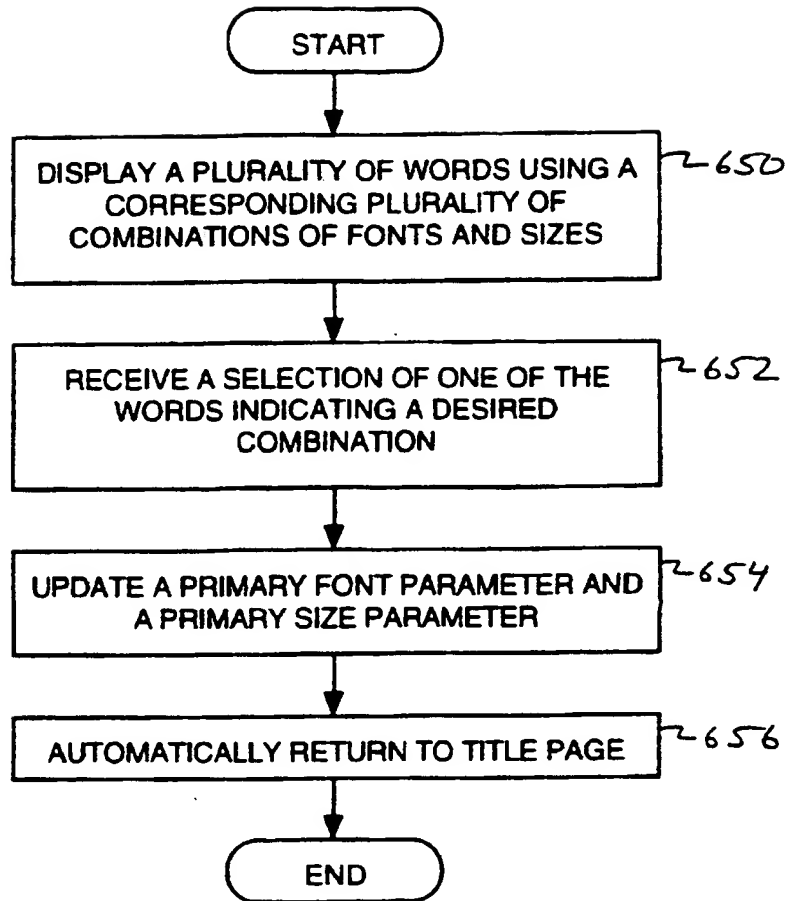 START
DISPLAY A PLURALITY OF WORDS USING A 650
CORRESPONDING PLURALITY OF
COMBINATIONS OF FONTS AND SIZES
RECEIVE A SELECTION OF ONE OF THE 652
WORDS INDICATING A DESIRED
COMBINATION
UPDATE A PRIMARY FONT PARAMETER AND 654
A PRIMARY SIZE PARAMETER
AUTOMATICALLY RETURN TO TITLE PAGE 656
END